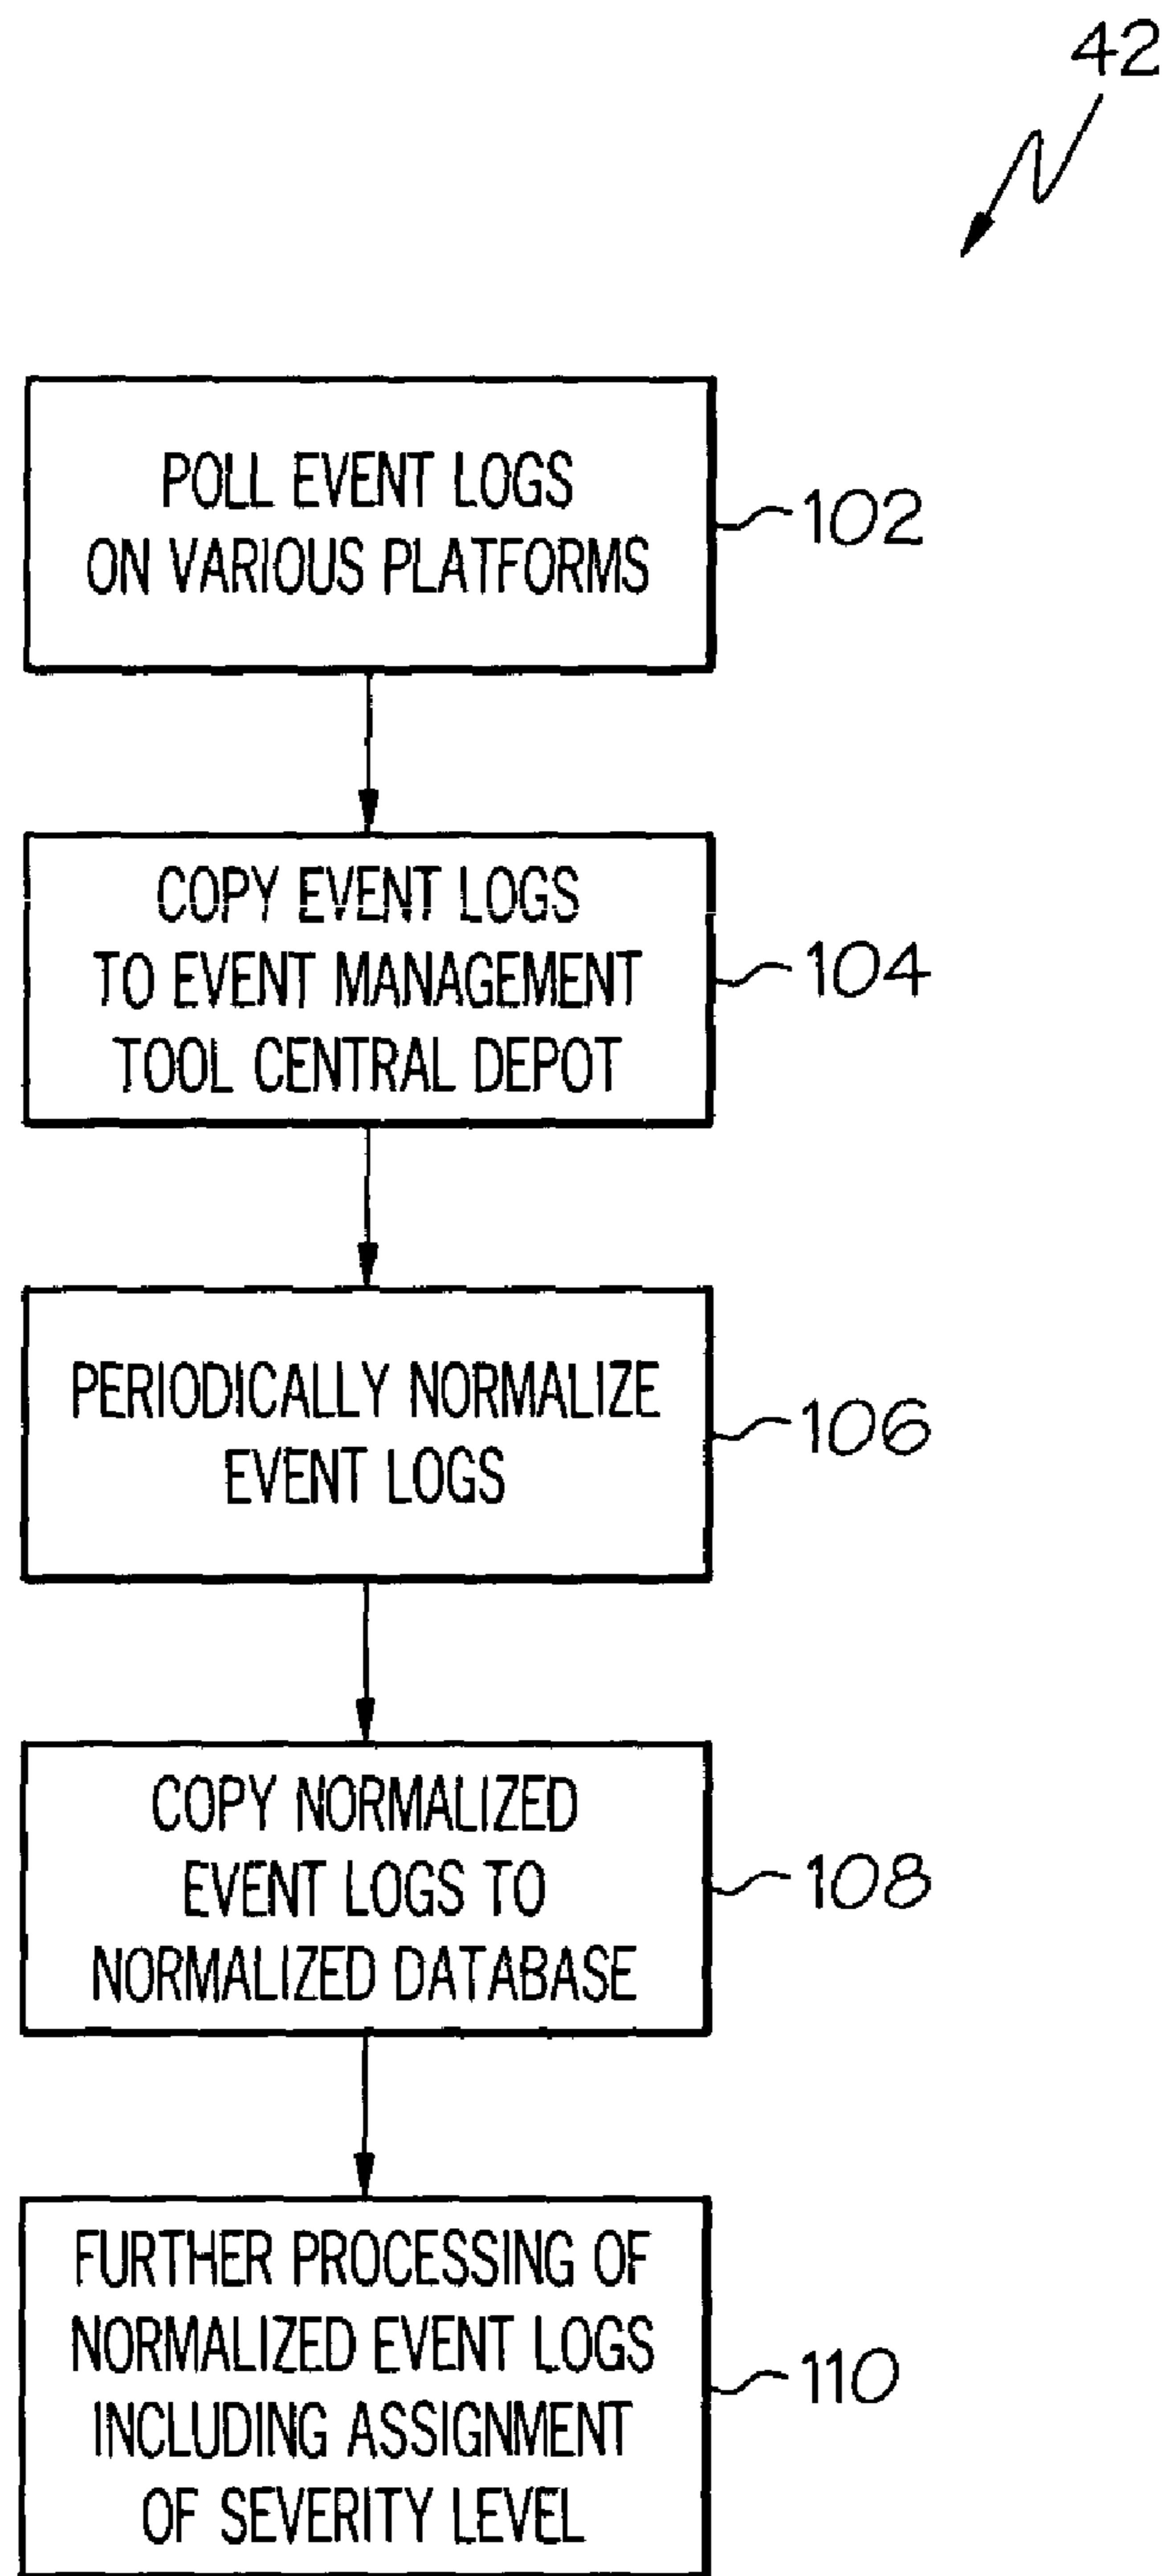 42
POLL EVENT LOGS
ON VARIOUS PLATFORMS
102
COPY EVENT LOGS
TO EVENT MANAGEMENT
TOOL CENTRAL DEPOT
104
PERIODICALLY NORMALIZE
EVENT LOGS
106
COPY NORMALIZED
EVENT LOGS TO
NORMALIZED DATABASE
108
FURTHER PROCESSING OF
NORMALIZED EVENT LOGS
INCLUDING ASSIGNMENT
OF SEVERITY LEVEL
110